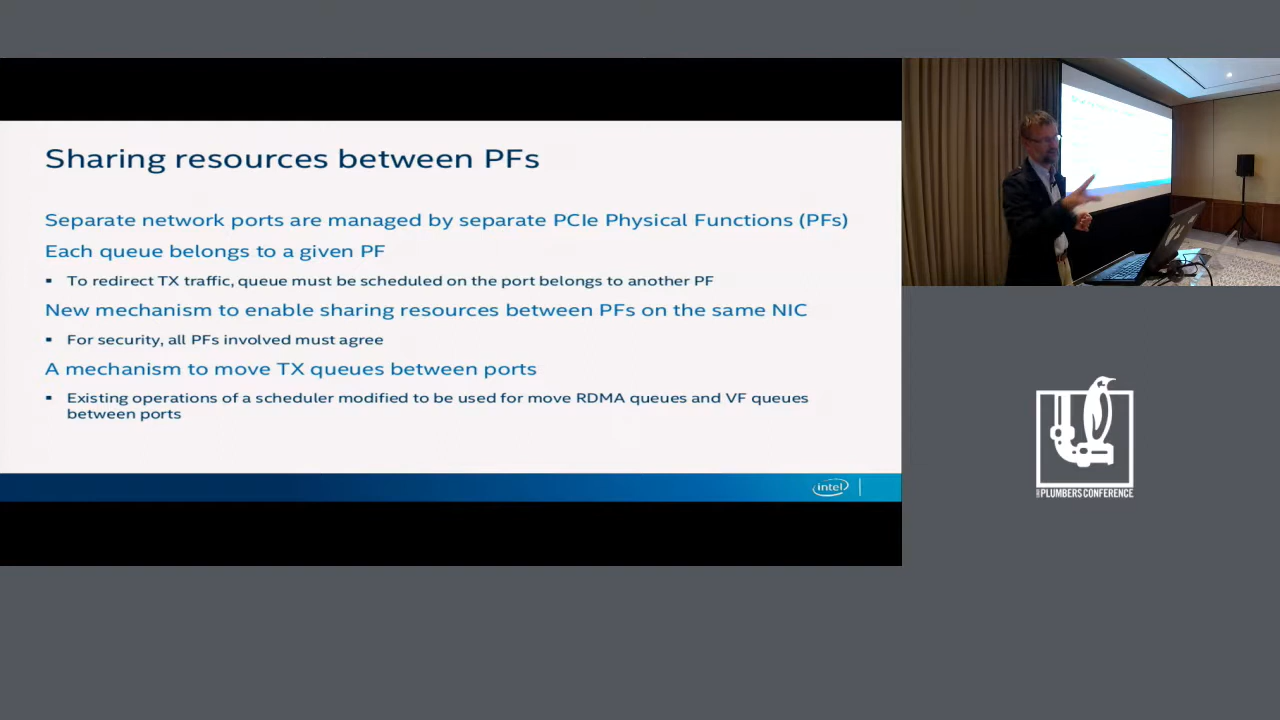 Sharing resources between PFs
Separate network ports are managed by separate PCIe Physical Functions (PFs)
Each queue belongs to a given PF
▪ To redirect TX traffic, queue must be scheduled on the port belongs to another PF
New mechanism to enable sharing resources between PFs on the same NIC
▪ For security, all PFs involved must agree
A mechanism to move TX queues between ports
▪ Existing operations of a scheduler modified to be used for move RDMA queues and VF queues
between ports
intel
PLUMBERS CONFERENCE